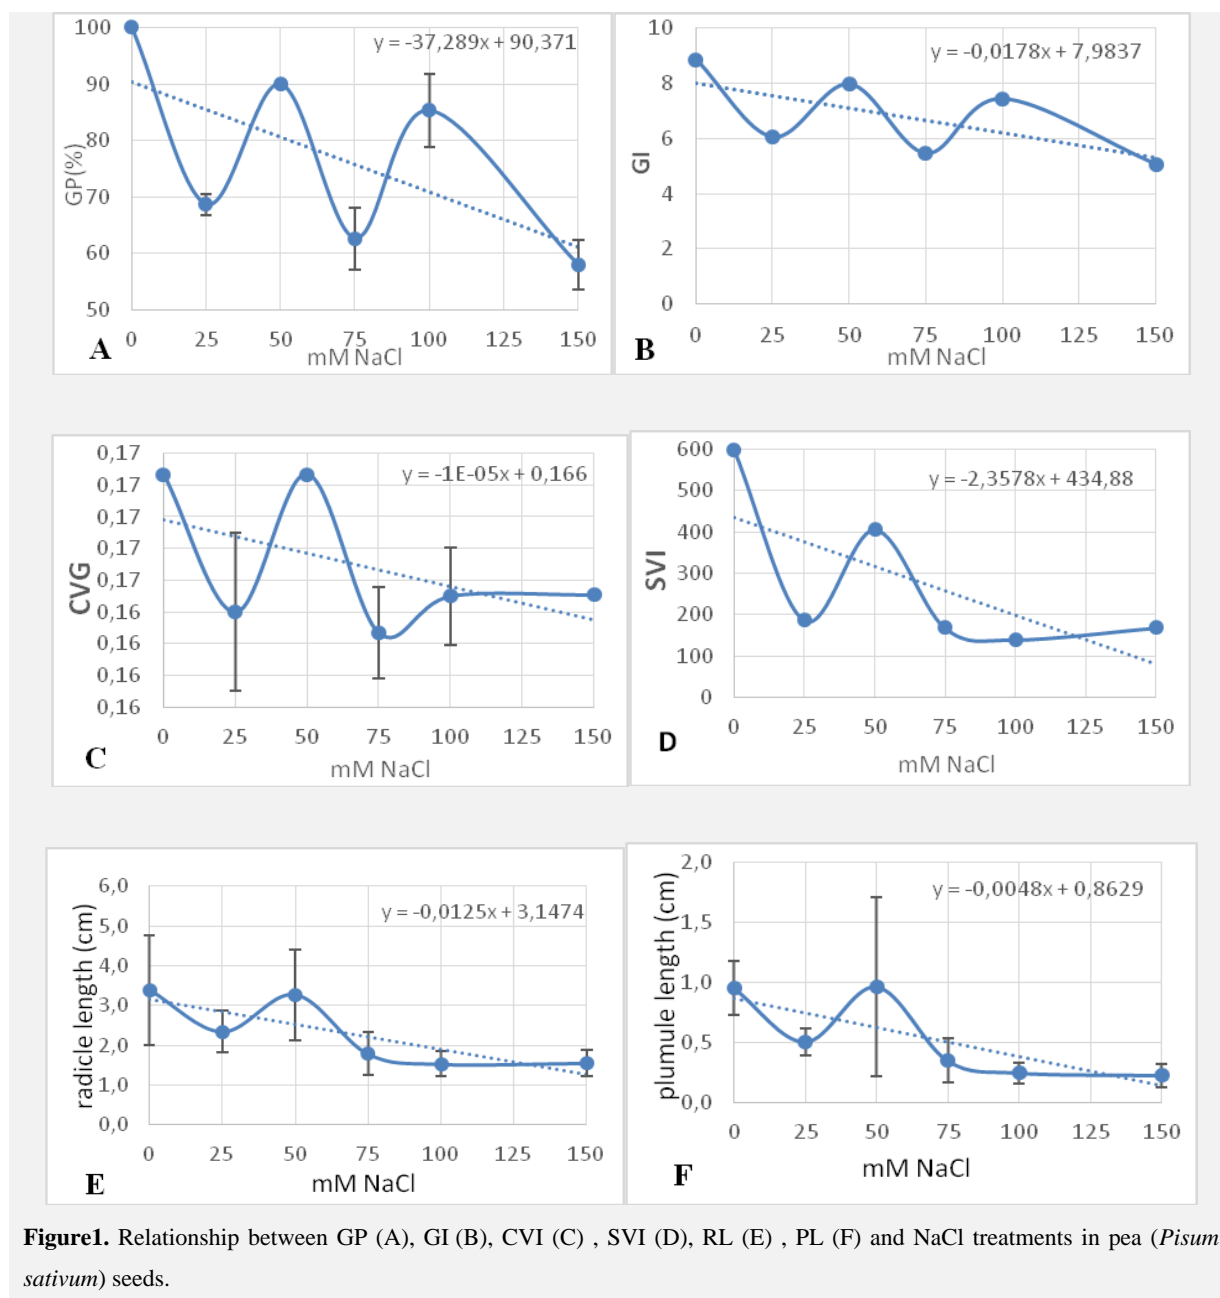 100
90
80
70
60
50
GP(%)
y = -37,289x + 90,371
0 25 50 75 100 125 150
mM NaCl
A
10
8
6
4
2
0
GI
y = -0,0178x + 7,9837
0 25 50 75 100 125 150
mM NaCl
B
0,17
0,17
0,17
0,17
0,17
0,16
0,16
0,16
0,16
CVG
y = -1E-05x + 0,166
0 25 50 75 100 125 150
mM NaCl
C
600
500
400
300
200
100
0
SVI
y = -2,3578x + 434,88
0 25 50 75 100 125 150
mM NaCl
D
6,0
5,0
4,0
3,0
2,0
1,0
0,0
radicle length (cm)
y = -0,0125x + 3,1474
0 25 50 75 100 125 150
mM NaCl
E
2,0
1,5
1,0
0,5
0,0
plumule length (cm)
y = -0,0048x + 0,8629
0 25 50 75 100 125 150
mM NaCl
F
Figure1. Relationship between GP (A), GI (B), CVI (C) , SVI (D), RL (E) , PL (F) and NaCl treatments in pea (Pisum
sativum) seeds.